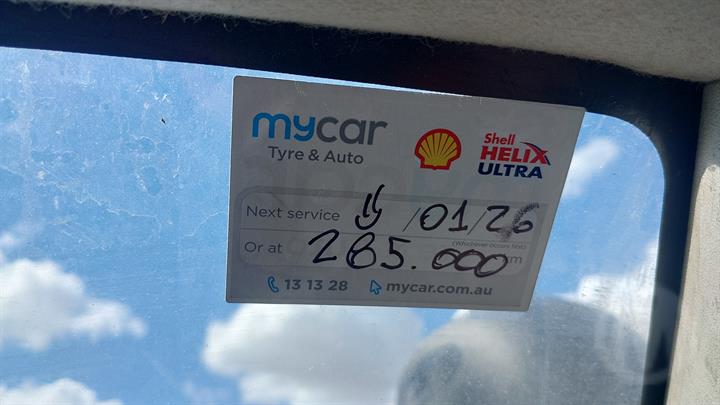 mycar
Tyre & Auto
Shell
HELIX
ULTRA
Next service /01/26
(Whichever occurs first)
Or at 285.000 km
13 13 28 mycar.com.au